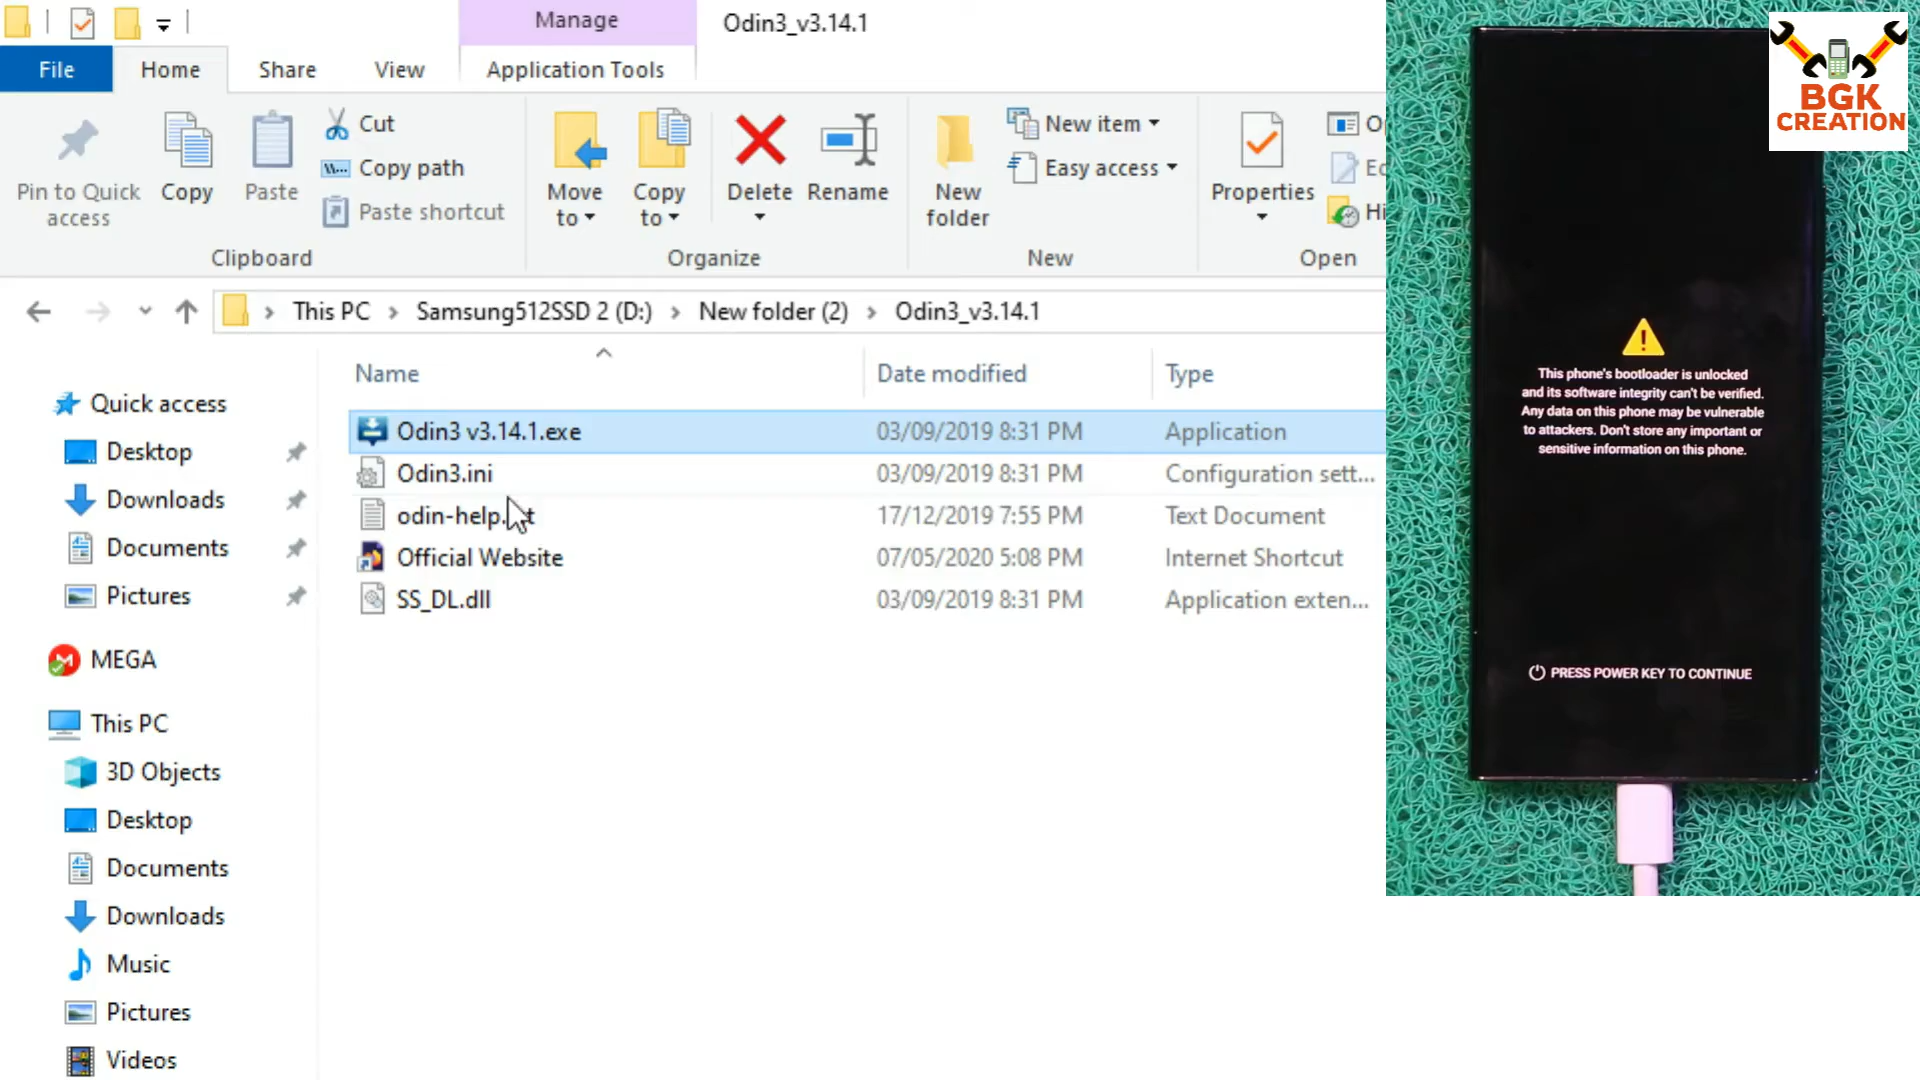 Manage
Odin3_v3.14.1
File
Home
Share
View
Application Tools
Pin to Quick access
Copy
Paste
Cut
Copy path
Paste shortcut
Move to
Copy to
Delete
Rename
New folder
New item
Easy access
Properties
Clipboard
Organize
New
Open
This PC
Samsung512SSD 2 (D:)
New folder (2)
Odin3_v3.14.1
Name
Date modified
Type
Odin3 v3.14.1.exe
03/09/2019 8:31 PM
Application
Odin3.ini
03/09/2019 8:31 PM
Configuration sett...
odin-help.
17/12/2019 7:55 PM
Text Document
Official Website
07/05/2020 5:08 PM
Internet Shortcut
SS_DL.dll
03/09/2019 8:31 PM
Application exten...
Quick access
Desktop
Downloads
Documents
Pictures
MEGA
This PC
3D Objects
Desktop
Documents
Downloads
Music
Pictures
Videos
BGK
CREATION
This phone's bootloader is unlocked
and its software integrity can't be verified.
Any data on this phone may be vulnerable
to attackers. Don't store any important or
sensitive information on this phone.
PRESS POWER KEY TO CONTINUE